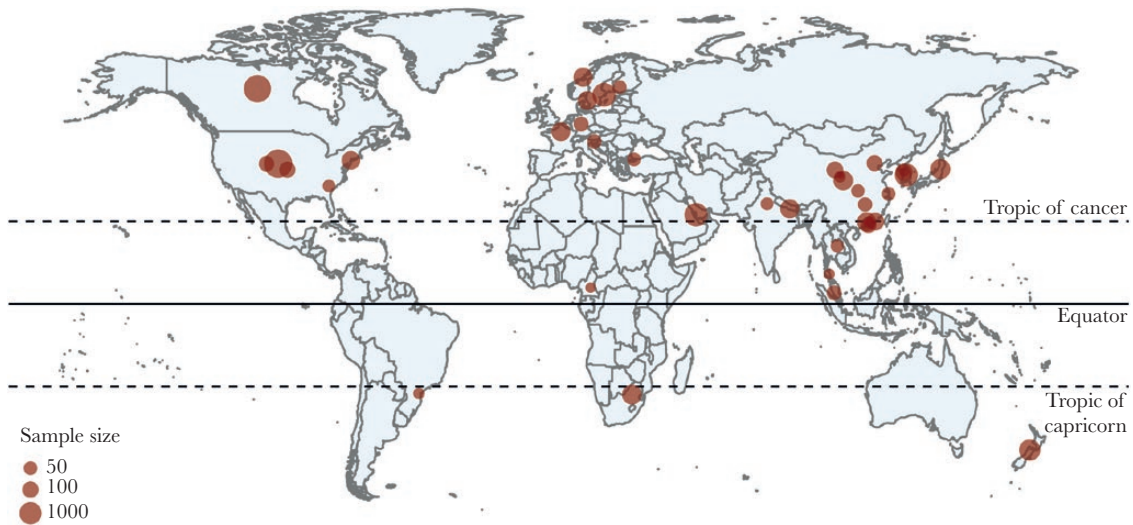 Tropic of cancer
Equator
Tropic of
capricorn
Sample size
50
100
1000